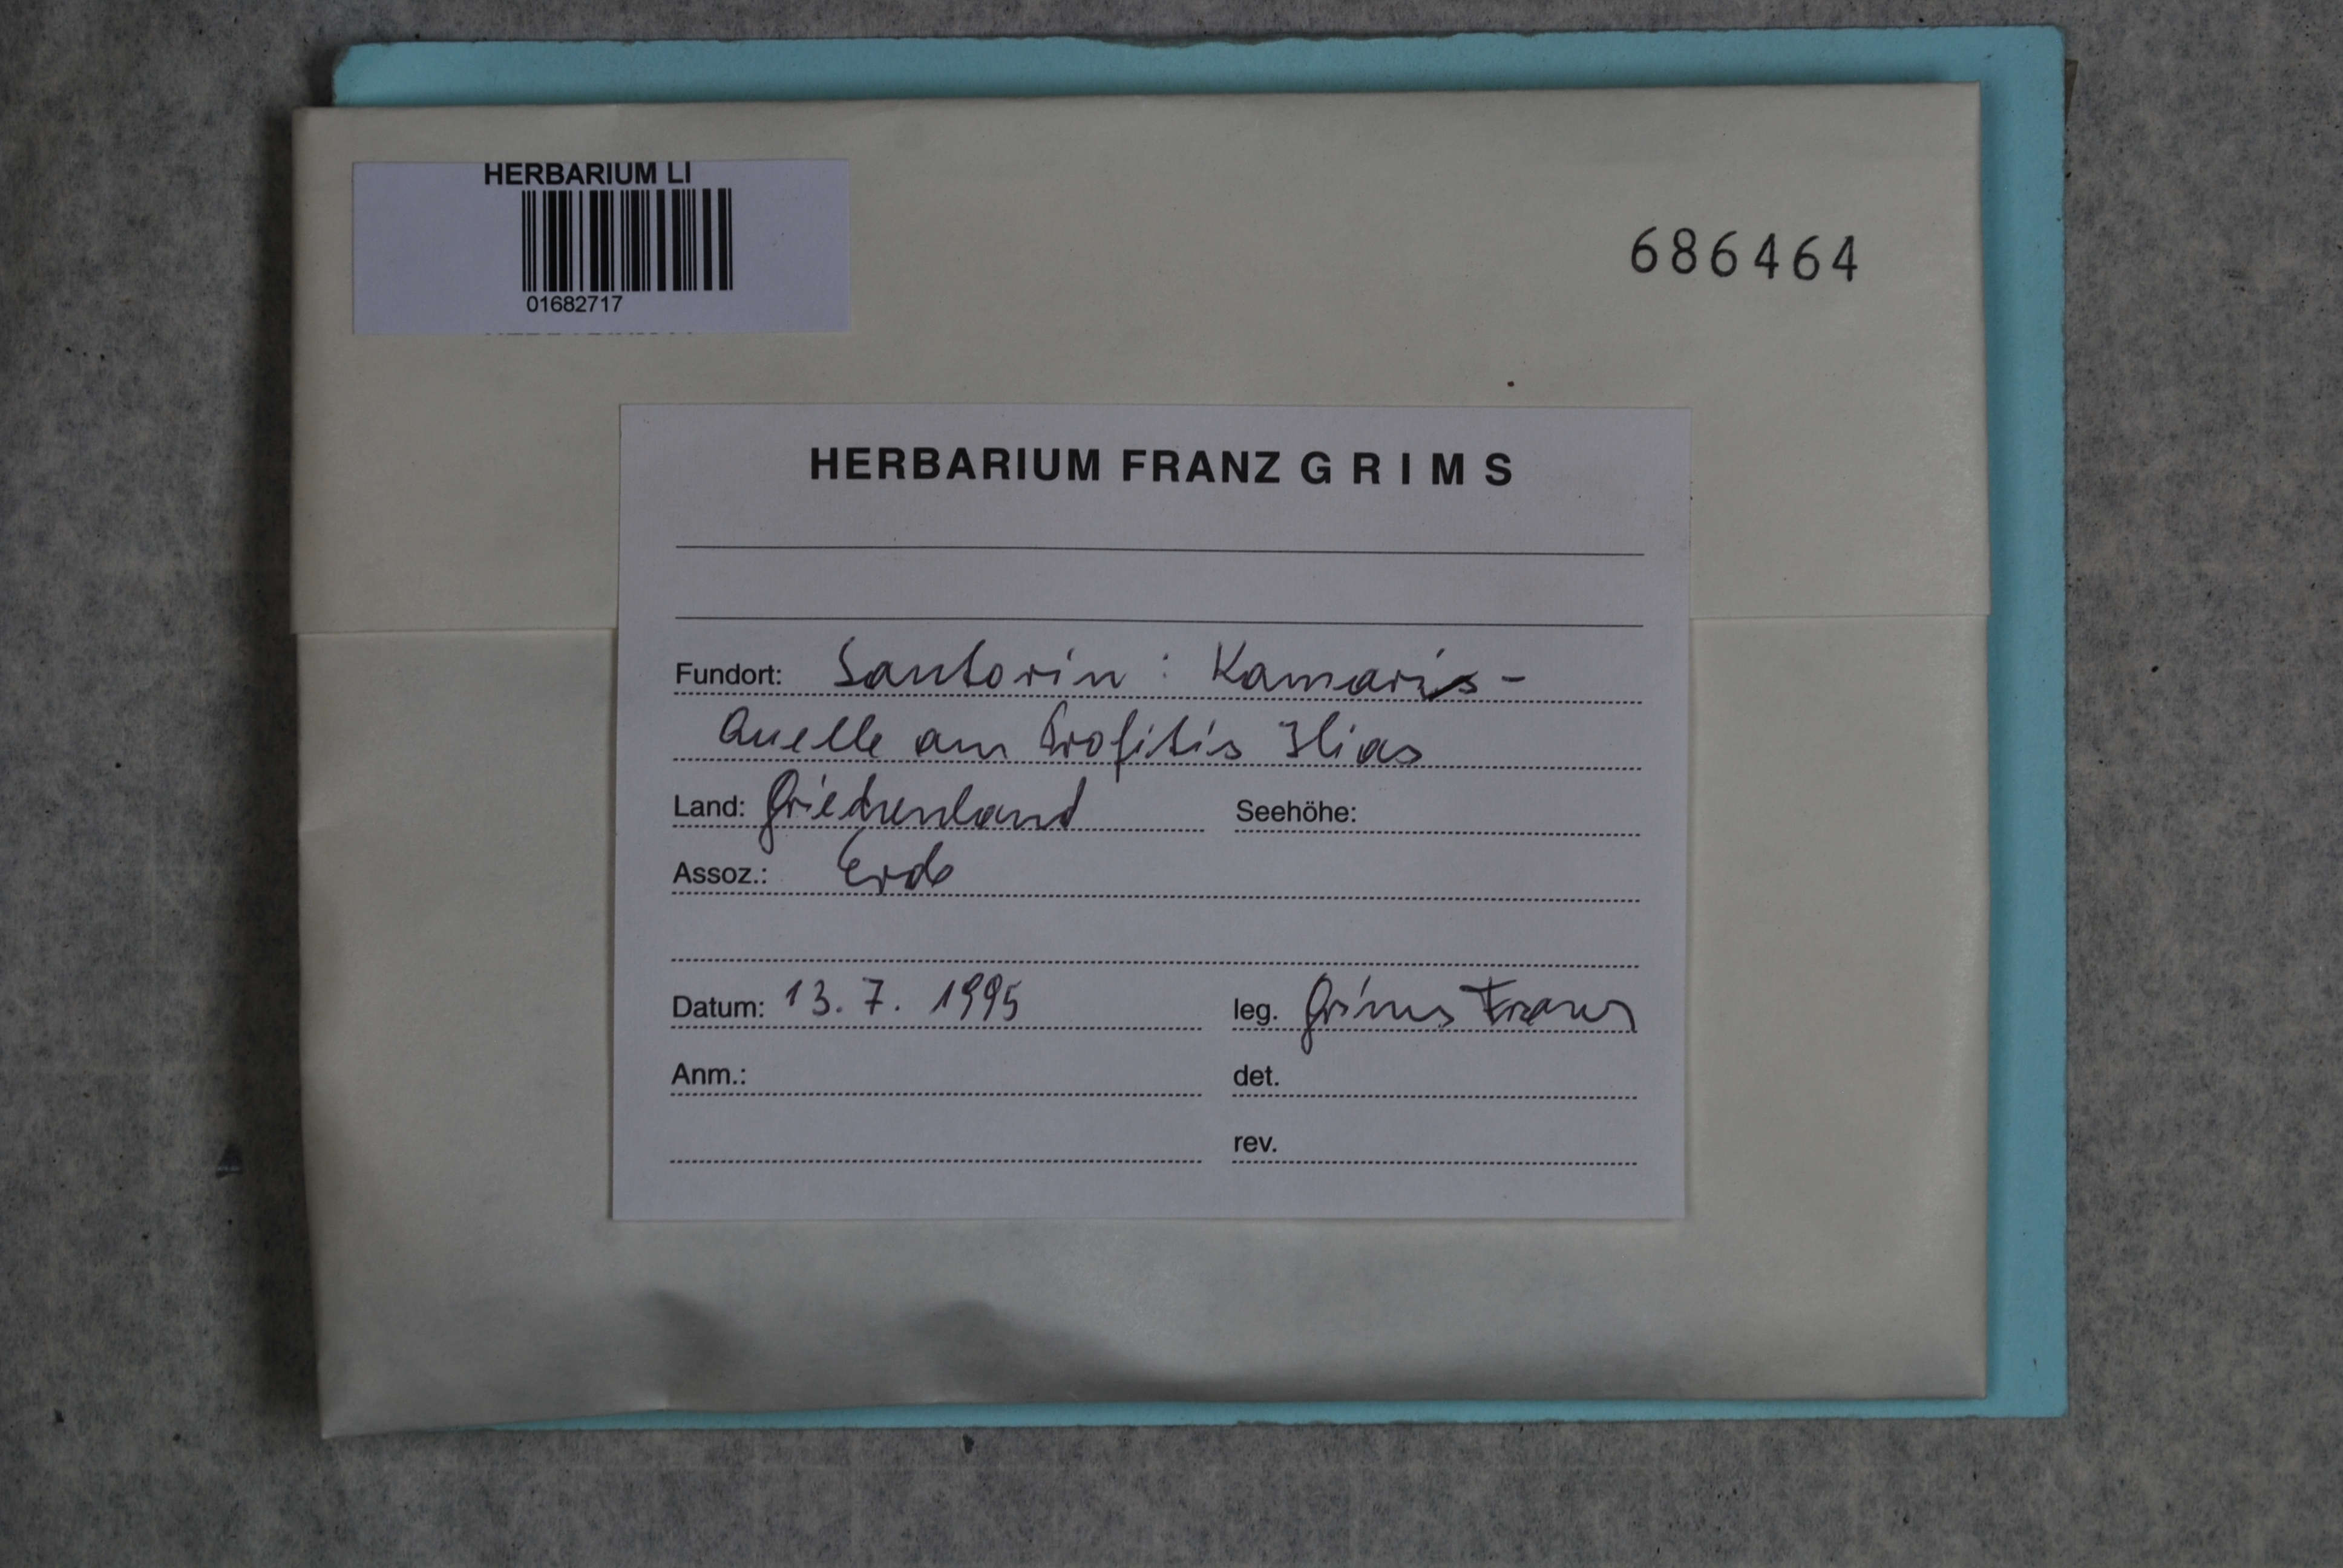 HERBARIUM LI
01682717
686464
HERBARIUM FRANZ GRIMS
Fundort: Santorin: Kamaris-
Quelle am Profitis Ilias
Land: Griechenland Seehöhe:
Assoz.: Erde
Datum: 13. 7. 1995 leg. Grims Franz
Anm.: det.
rev.